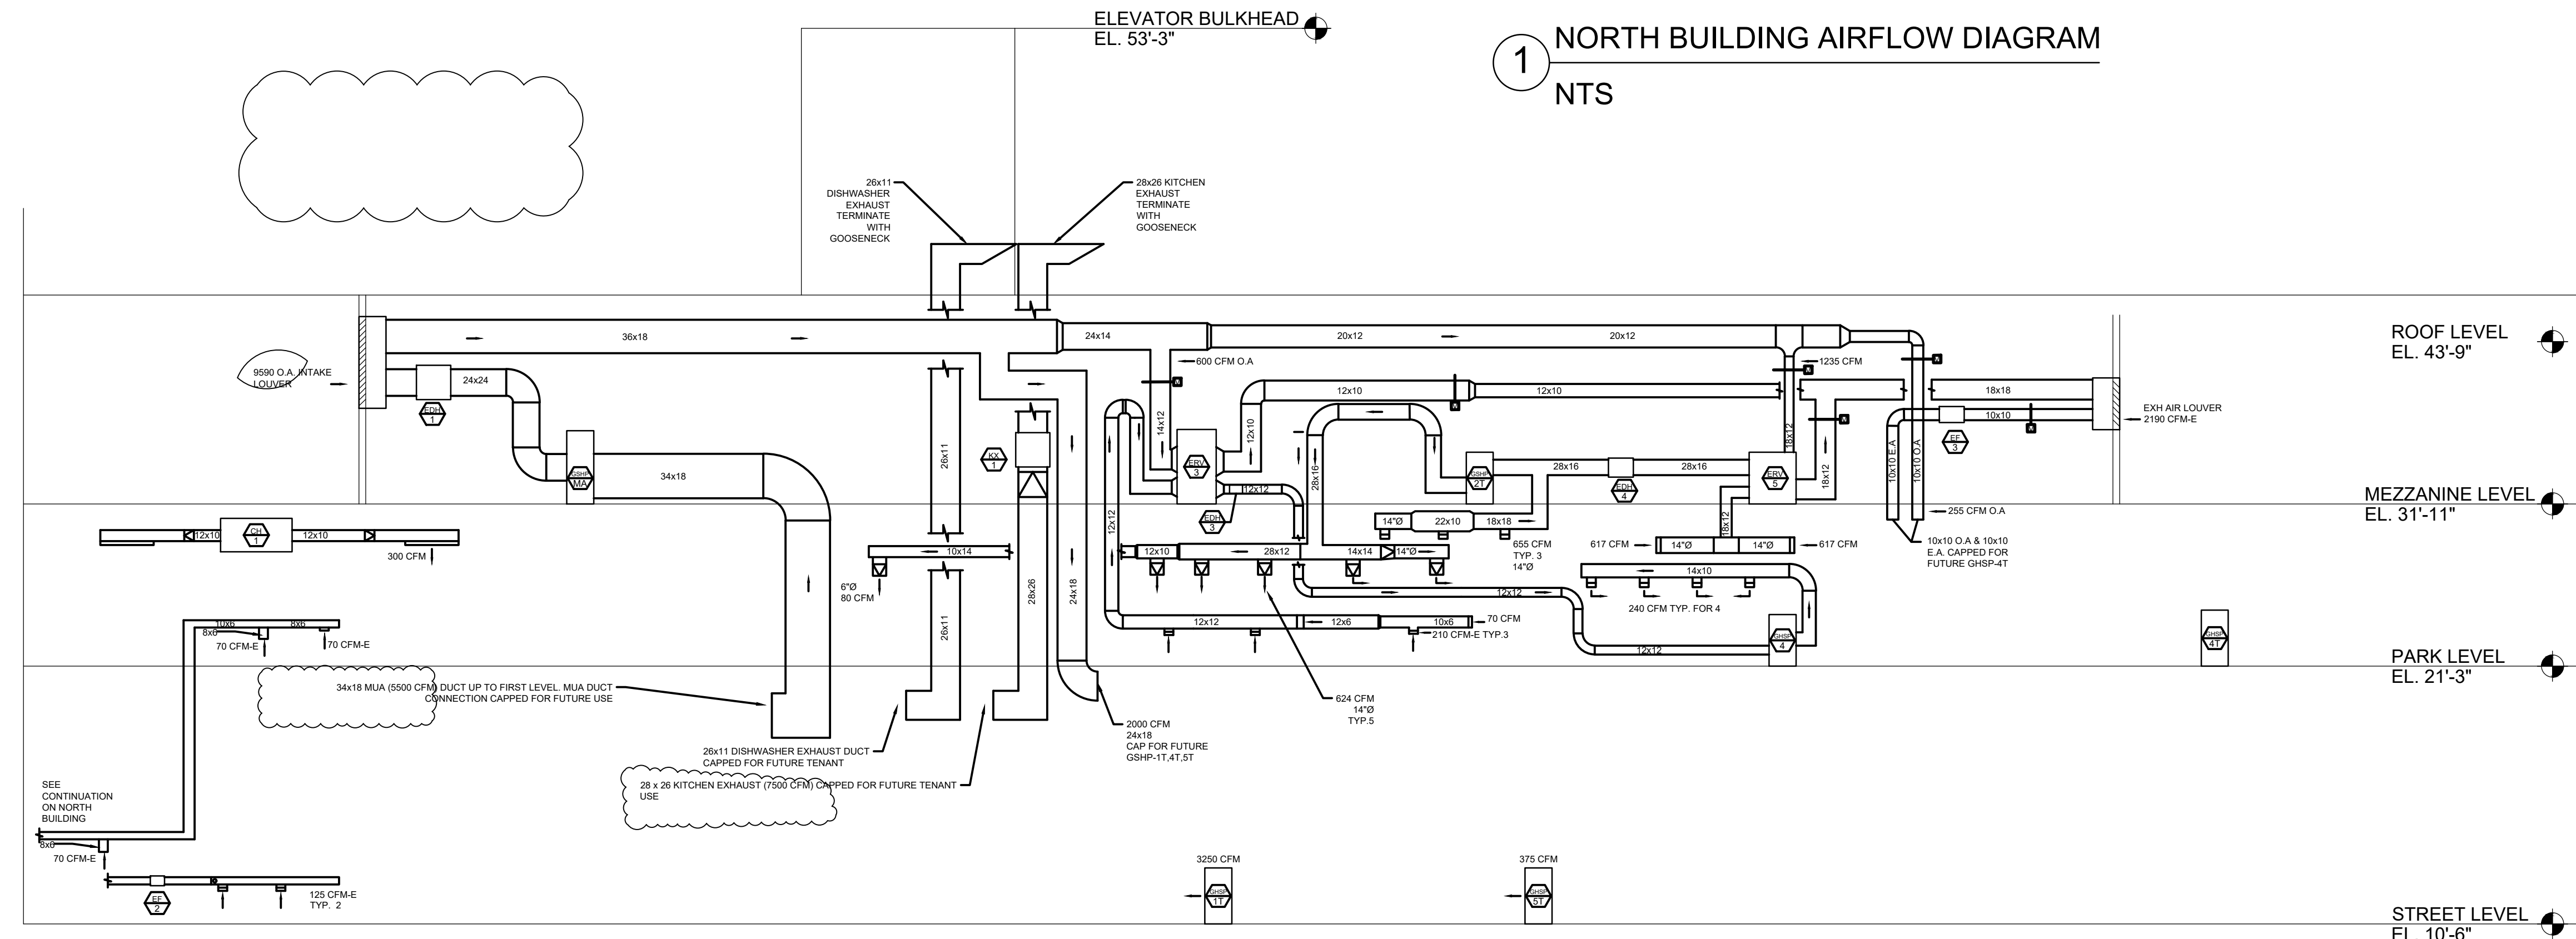 ELEVATOR BULKHEAD
EL. 53'-3"
1
NORTH BUILDING AIRFLOW DIAGRAM
NTS
26x11
DISHWASHER
EXHAUST
TERMINATE
WITH
GOOSENECK
28x26 KITCHEN
EXHAUST
TERMINATE
WITH
GOOSENECK
ROOF LEVEL
EL. 43'-9"
36x18
24x14
20x12
20x12
600 CFM O.A
1235 CFM
9590 O.A. INTAKE
LOUVER
24x24
EDH
1
12x10
12x10
18x18
10x10
EXH AIR LOUVER
2190 CFM-E
EF
3
14x12
12x10
18x12
18x12
10x10 E.A
10x10 O.A
26x11
KX
1
GSHP
MA
34x18
ERV
3
28x16
GSHP
2T
28x16
28x16
EDH
4
ERV
5
12x12
EDH
3
MEZZANINE LEVEL
EL. 31'-11"
255 CFM O.A
12x10
CH
1
12x10
300 CFM
12x12
18x12
14"Ø
22x10
18x18
655 CFM
TYP. 3
14"Ø
617 CFM
14"Ø
14"Ø
617 CFM
10x10 O.A & 10x10
E.A. CAPPED FOR
FUTURE GHSP-4T
10x14
12x10
28x12
14x14
14"Ø
6"Ø
80 CFM
28x26
24x18
14x10
240 CFM TYP. FOR 4
12x12
26x11
10x6
8x6
8x6
70 CFM-E
70 CFM-E
12x12
12x6
10x6
70 CFM
210 CFM-E TYP.3
GHSP
4
12x12
GHSP
4T
PARK LEVEL
EL. 21'-3"
34x18 MUA (5500 CFM) DUCT UP TO FIRST LEVEL. MUA DUCT
CONNECTION CAPPED FOR FUTURE USE
624 CFM
14"Ø
TYP.5
2000 CFM
24x18
CAP FOR FUTURE
GSHP-1T,4T,5T
26x11 DISHWASHER EXHAUST DUCT
CAPPED FOR FUTURE TENANT
28 x 26 KITCHEN EXHAUST (7500 CFM) CAPPED FOR FUTURE TENANT
USE
SEE
CONTINUATION
ON NORTH
BUILDING
8x6
70 CFM-E
EF
2
125 CFM-E
TYP. 2
3250 CFM
GHSP
1T
375 CFM
GHSP
5T
STREET LEVEL
EL. 10'-6"